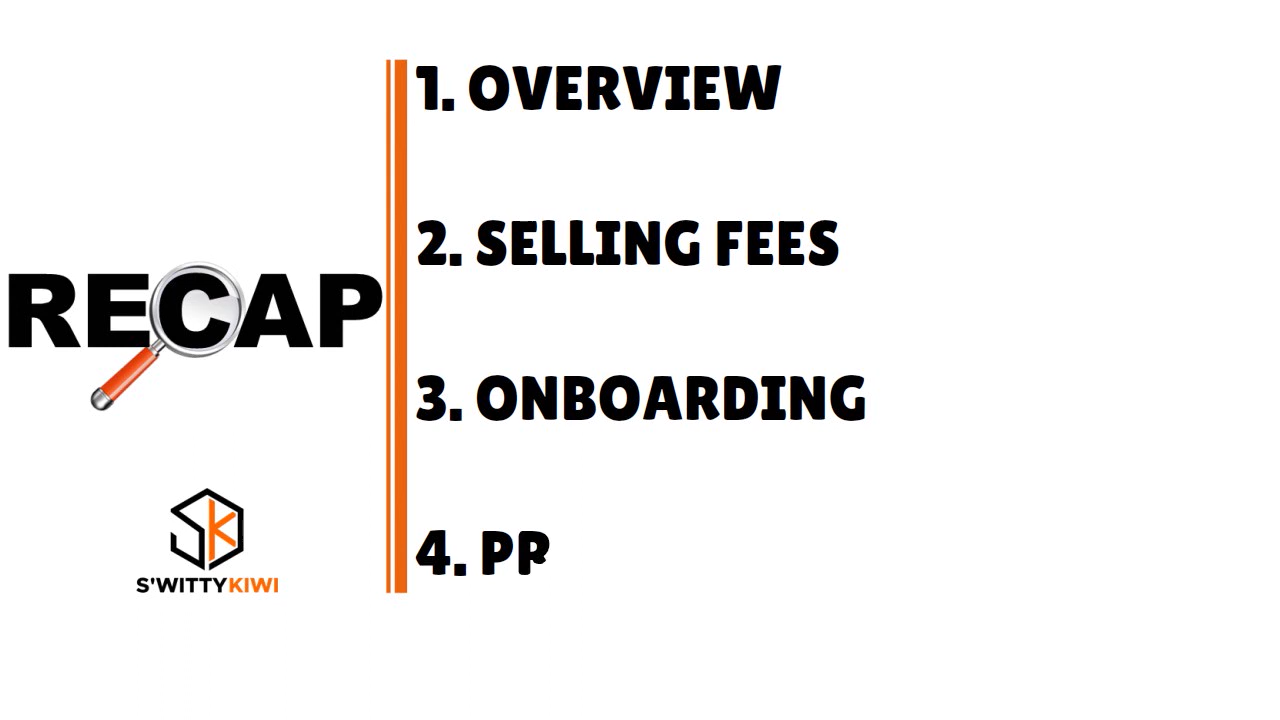 RECAP
S'WITTYKIWI
1. OVERVIEW
2. SELLING FEES
3. ONBOARDING
4. PR